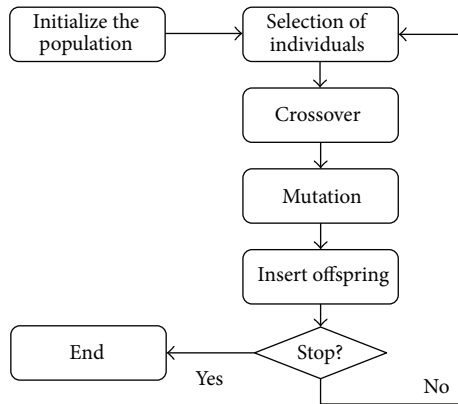 Initialize the
population
Selection of
individuals
Crossover
Mutation
Insert offspring
Stop?
End
Yes
No